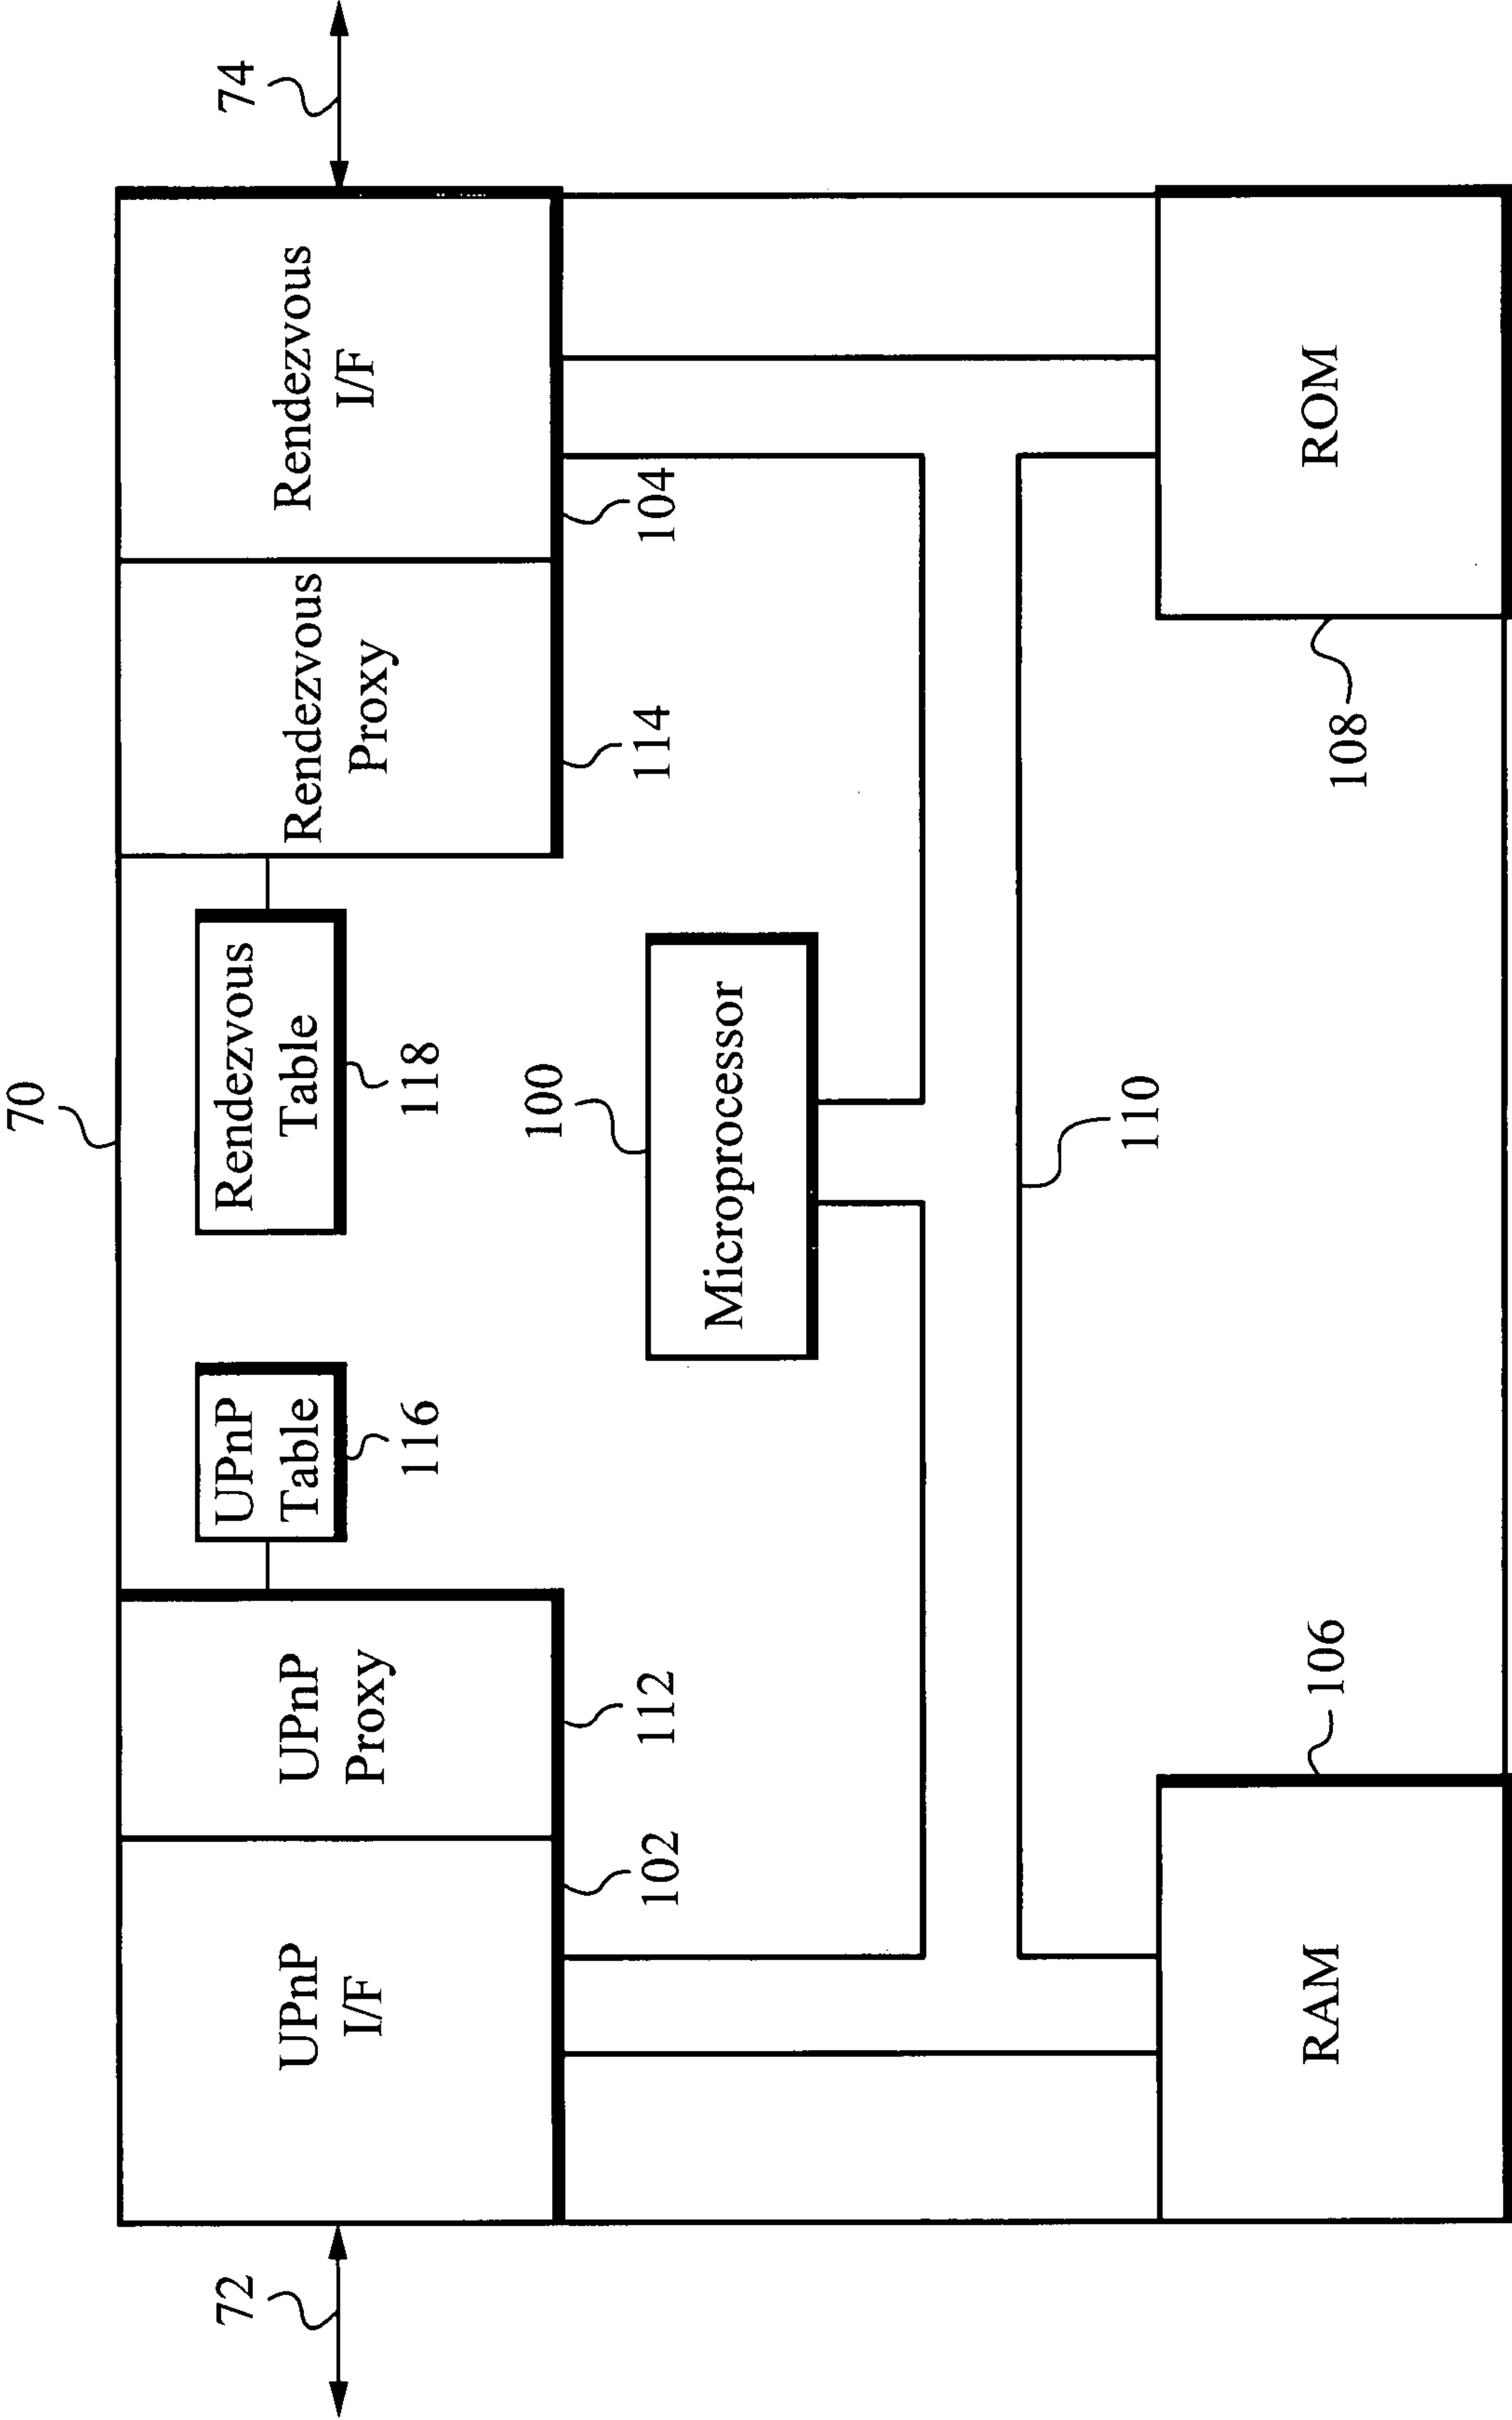 70
72
UPnP
I/F
102
UPnP
Proxy
112
UPnP
Table
116
Rendezvous
Table
118
Rendezvous
Proxy
114
Rendezvous
I/F
104
74
Microprocessor
100
110
RAM
106
ROM
108